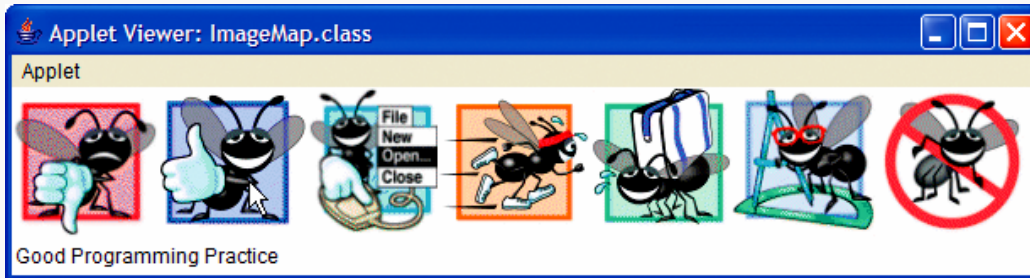 Applet Viewer: ImageMap.class
Applet
File
New
Open...
Close
Good Programming Practice